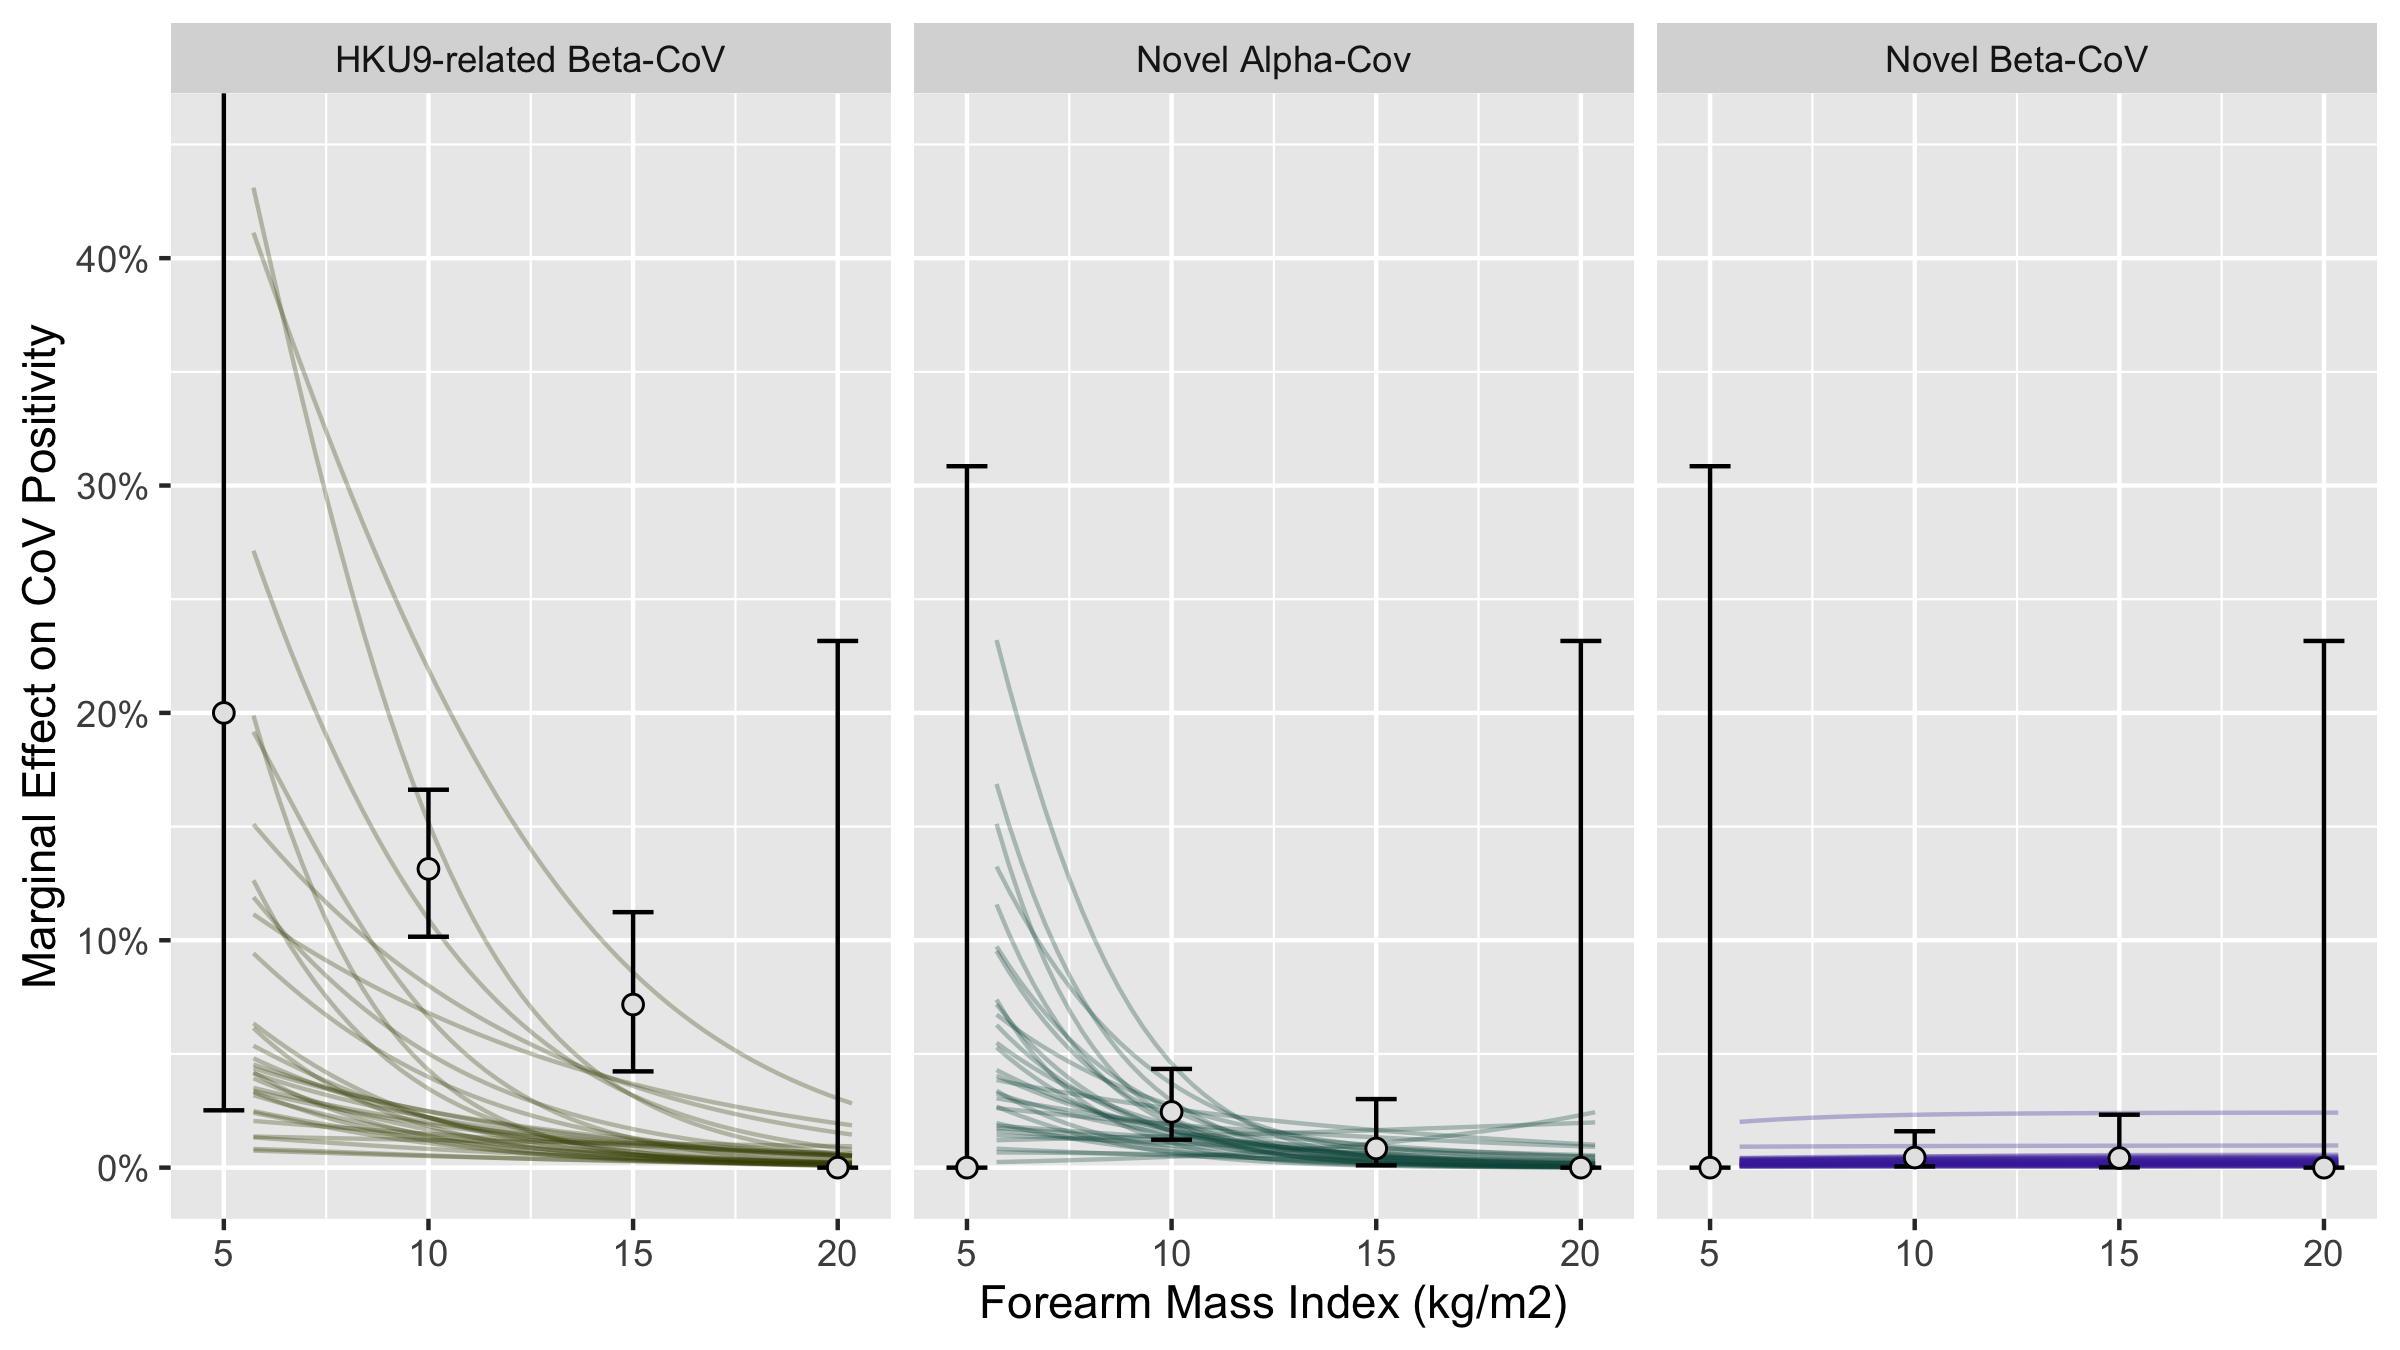 HKU9-related Beta-CoV
Novel Alpha-Cov
Novel Beta-CoV
Marginal Effect on CoV Positivity
40%
30%
20%
10%
0%
5 10 15 20
5 10 15 20
5 10 15 20
Forearm Mass Index (kg/m2)